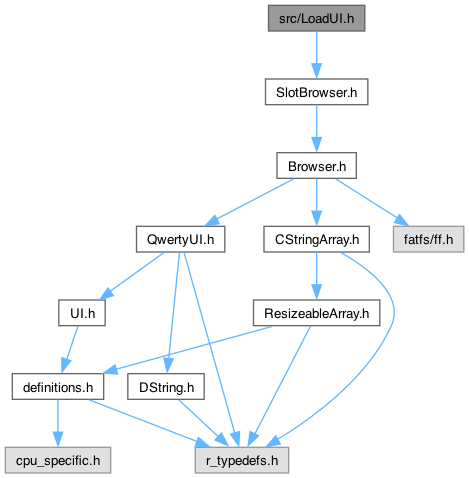 src/LoadUI.h
SlotBrowser.h
Browser.h
QwertyUI.h
CStringArray.h
fatfs/ff.h
UI.h
ResizeableArray.h
definitions.h
DString.h
cpu_specific.h
r_typedefs.h